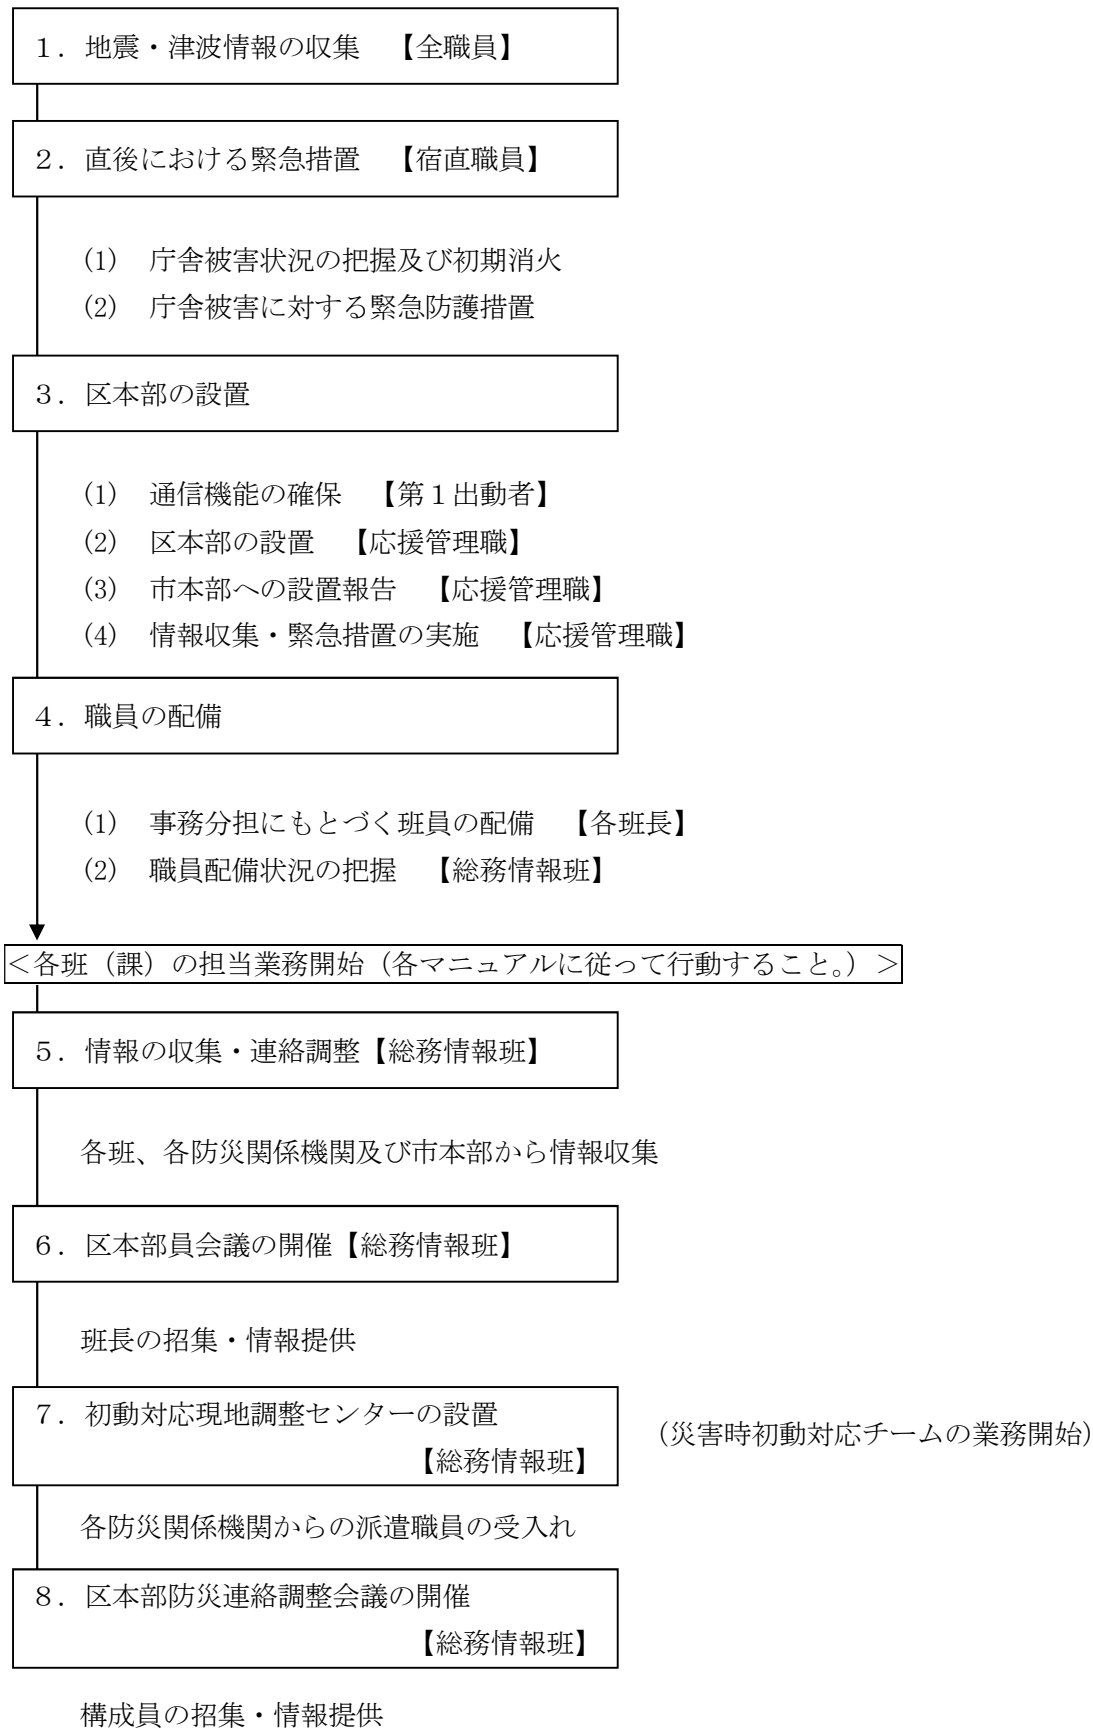 １．地震・津波情報の収集　【全職員】
２．直後における緊急措置　【宿直職員】
(1)　庁舎被害状況の把握及び初期消火
(2)　庁舎被害に対する緊急防護措置
３．区本部の設置
(1)　通信機能の確保　【第１出動者】
(2)　区本部の設置　【応援管理職】
(3)　市本部への設置報告　【応援管理職】
(4)　情報収集・緊急措置の実施　【応援管理職】
４．職員の配備
(1)　事務分担にもとづく班員の配備　【各班長】
(2)　職員配備状況の把握　【総務情報班】
＜各班（課）の担当業務開始（各マニュアルに従って行動すること。）＞
５．情報の収集・連絡調整【総務情報班】
各班、各防災関係機関及び市本部から情報収集
６．区本部員会議の開催【総務情報班】
班長の招集・情報提供
７．初動対応現地調整センターの設置
【総務情報班】
（災害時初動対応チームの業務開始）
各防災関係機関からの派遣職員の受入れ
８．区本部防災連絡調整会議の開催
【総務情報班】
構成員の招集・情報提供